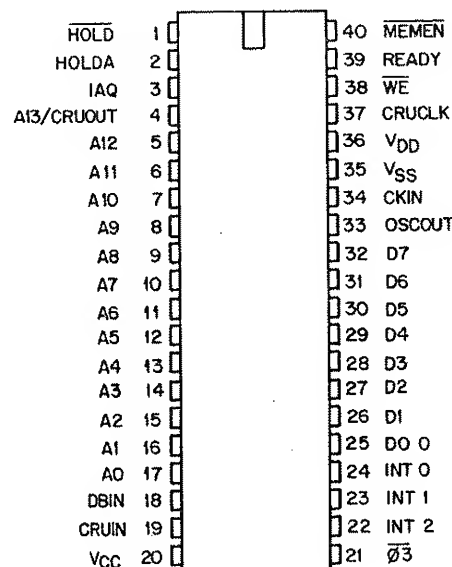 H̅O̅L̅D̅ 1
HOLDA 2
IAQ 3
A13/CRUOUT 4
A12 5
A11 6
A10 7
A9 8
A8 9
A7 10
A6 11
A5 12
A4 13
A3 14
A2 15
A1 16
A0 17
DBIN 18
CRUIN 19
VCC 20
40 M̅E̅M̅E̅N̅
39 READY
38 W̅E̅
37 CRUCLK
36 VDD
35 VSS
34 CKIN
33 OSCOUT
32 D7
31 D6
30 D5
29 D4
28 D3
27 D2
26 D1
25 DO 0
24 INT 0
23 INT 1
22 INT 2
21 Ø̅3̅